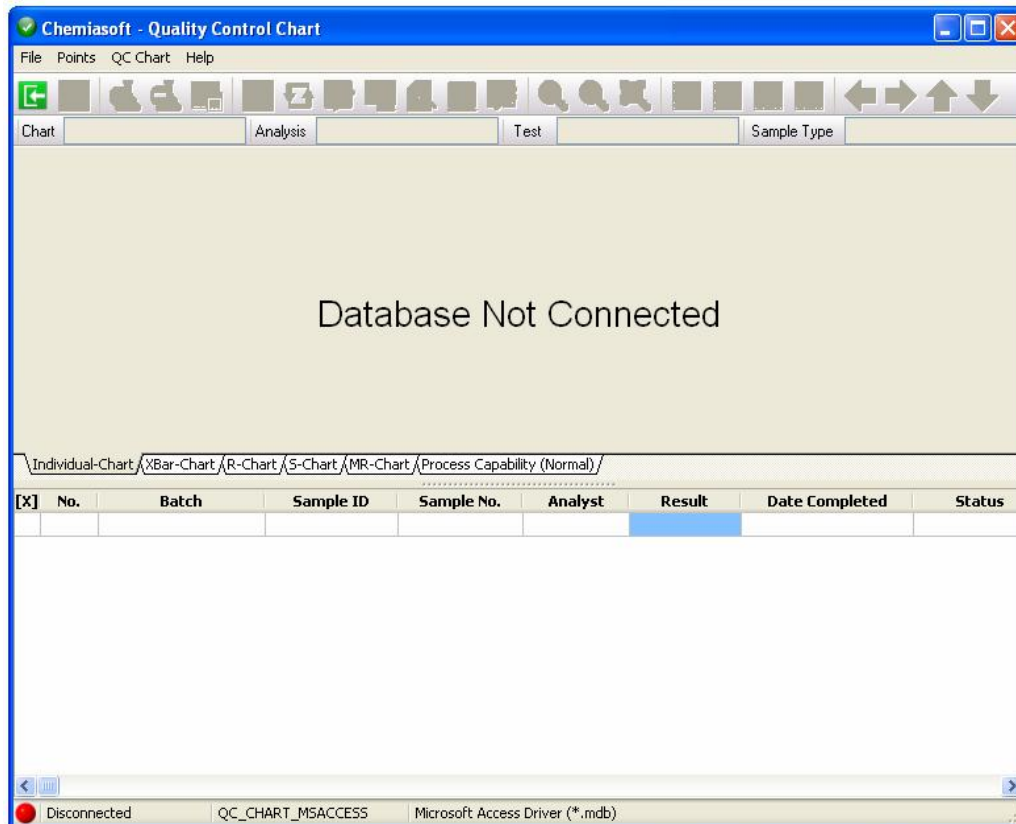 Chemiasoft - Quality Control Chart
File Points QC Chart Help
Chart Analysis Test Sample Type
Database Not Connected
Individual-Chart XBar-Chart R-Chart S-Chart MR-Chart Process Capability (Normal)
[X] No. Batch Sample ID Sample No. Analyst Result Date Completed Status
Disconnected QC_CHART_MSACCESS Microsoft Access Driver (*.mdb)